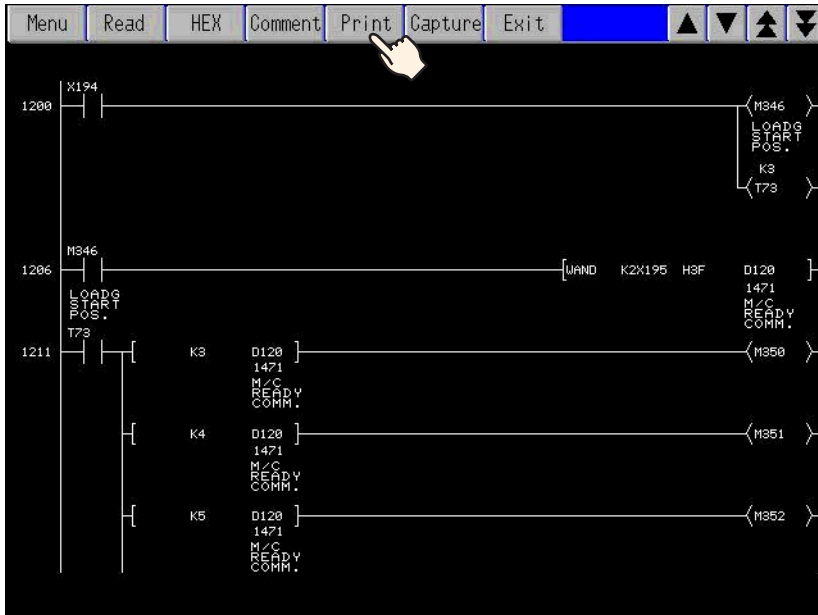 Menu Read HEX Comment Print Capture Exit
X194
1200 M346
LOADG
START
POS.
K3
T73
M346
1206 WAND K2X195 H3F D120
1471
LOADG M/C
START READY
POS. COMM.
T73
1211 K3 D120 M350
1471
M/C
READY
COMM.
K4 D120 M351
1471
M/C
READY
COMM.
K5 D120 M352
1471
M/C
READY
COMM.